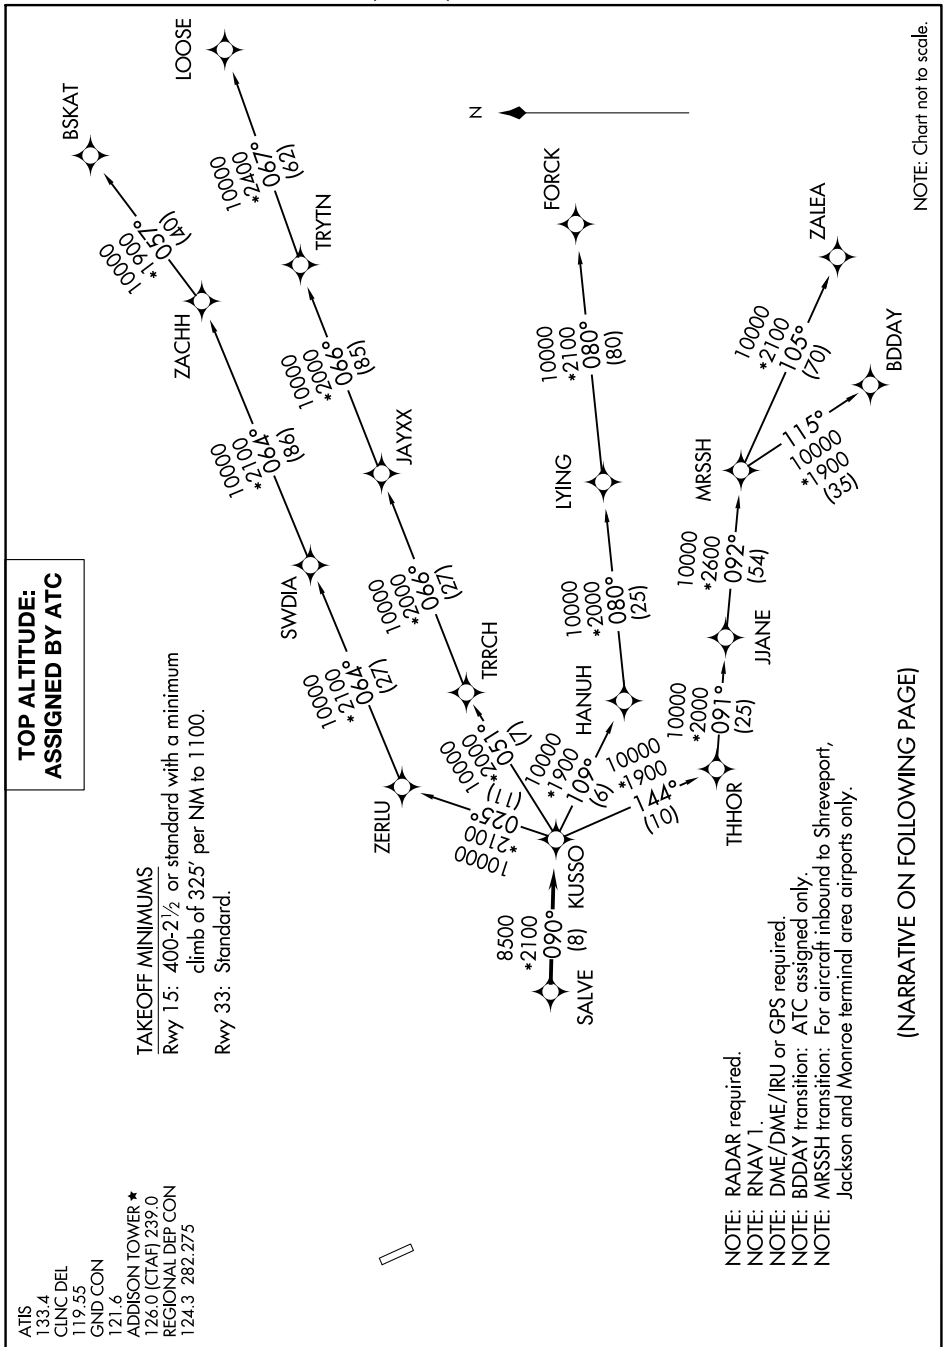 ATIS
133.4
CLNC DEL
119.55
GND CON
121.6
ADDISON TOWER ★
126.0 (CTAF) 239.0
REGIONAL DEP CON
124.3 282.275
TOP ALTITUDE:
ASSIGNED BY ATC
TAKEOFF MINIMUMS
Rwy 15: 400-2½ or standard with a minimum
climb of 325' per NM to 1100.
Rwy 33: Standard.
BSKAT
10000
*1900
057°
(40)
ZACHH
10000
*2100
064°
(86)
SWDIA
10000
*2100
064°
(27)
ZERLU
10000
*2100
025°
(11)
LOOSE
10000
*2400
067°
(62)
TRYTN
10000
*2000
066°
(85)
JAYXX
10000
*2000
066°
(27)
TRRCH
10000
*2000
051°
(7)
N
FORCK
10000
*2100
080°
(80)
LYING
10000
*2000
080°
(25)
HANUH
10000
*1900
109°
(6)
SALVE
8500
*2100
090°
(8)
KUSSO
10000
*1900
144°
(10)
THHOR
10000
*2000
091°
(25)
JJANE
10000
*2600
092°
(54)
MRSSH
10000
*2100
105°
(70)
ZALEA
115°
10000
*1900
(35)
BDDAY
NOTE: RADAR required.
NOTE: RNAV 1.
NOTE: DME/DME/IRU or GPS required.
NOTE: BDDAY transition: ATC assigned only.
NOTE: MRSSH transition: For aircraft inbound to Shreveport,
Jackson and Monroe terminal area airports only.
(NARRATIVE ON FOLLOWING PAGE)
NOTE: Chart not to scale.